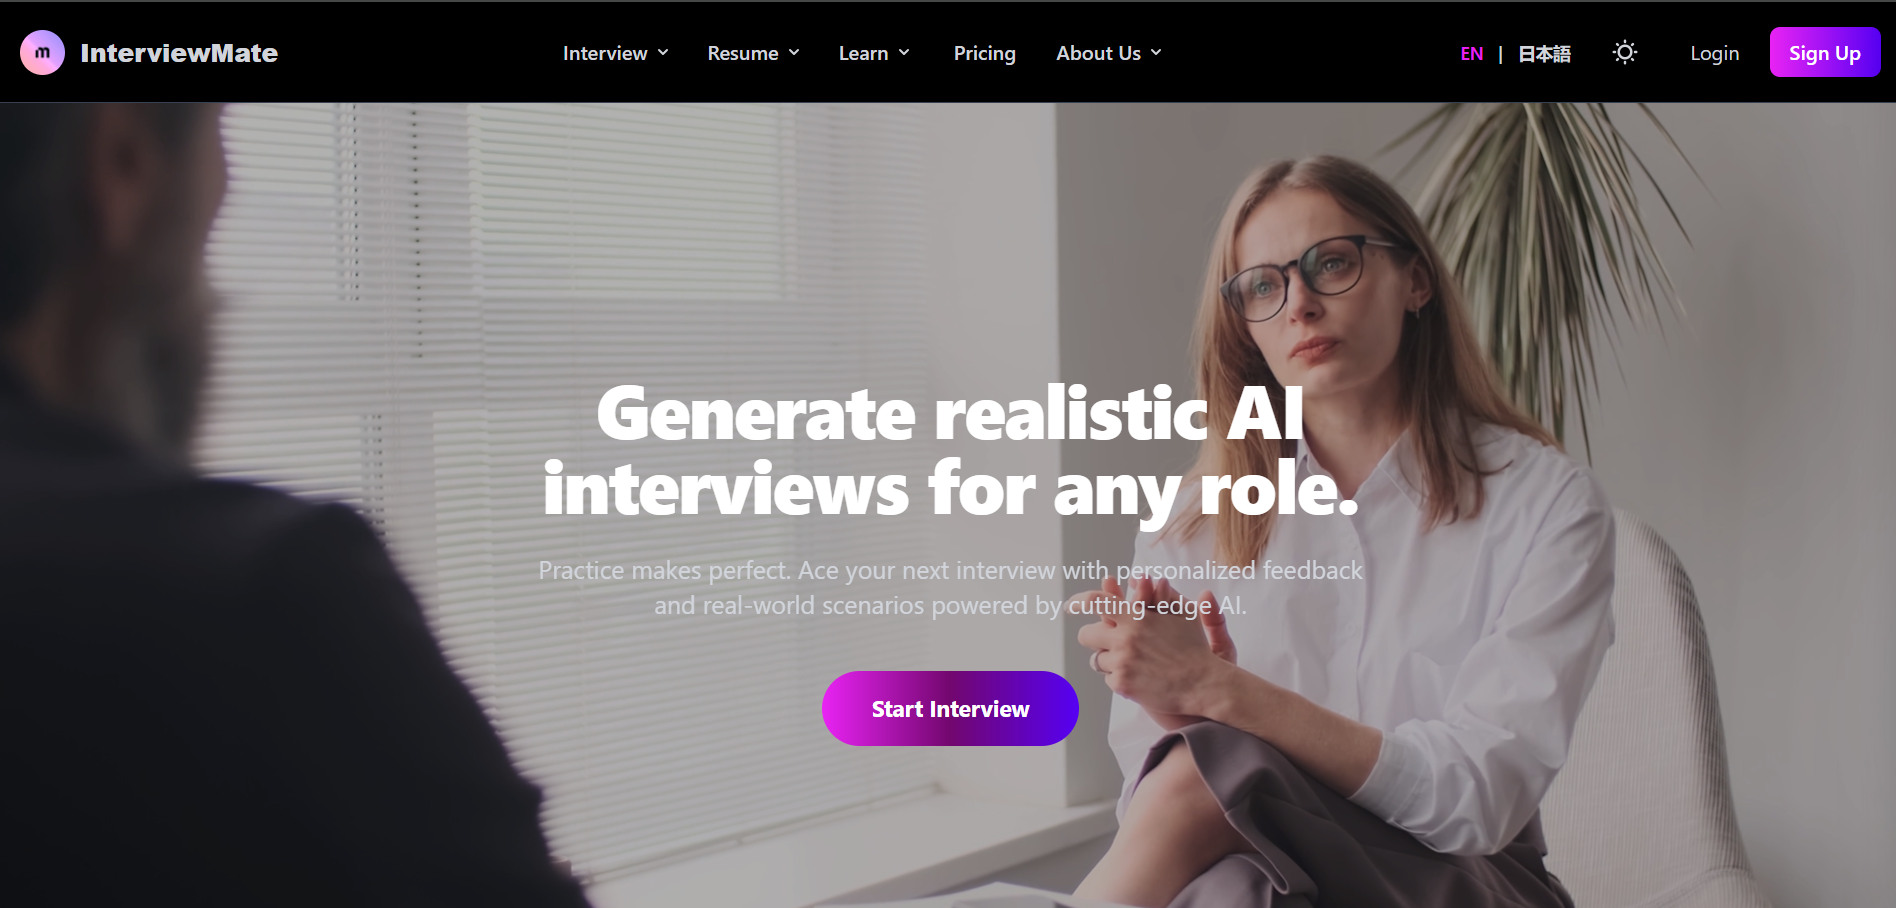 m InterviewMate Interview Resume Learn Pricing About Us EN | 日本語 Login Sign Up
Generate realistic AI
interviews for any role.
Practice makes perfect. Ace your next interview with personalized feedback
and real-world scenarios powered by cutting-edge AI.
Start Interview